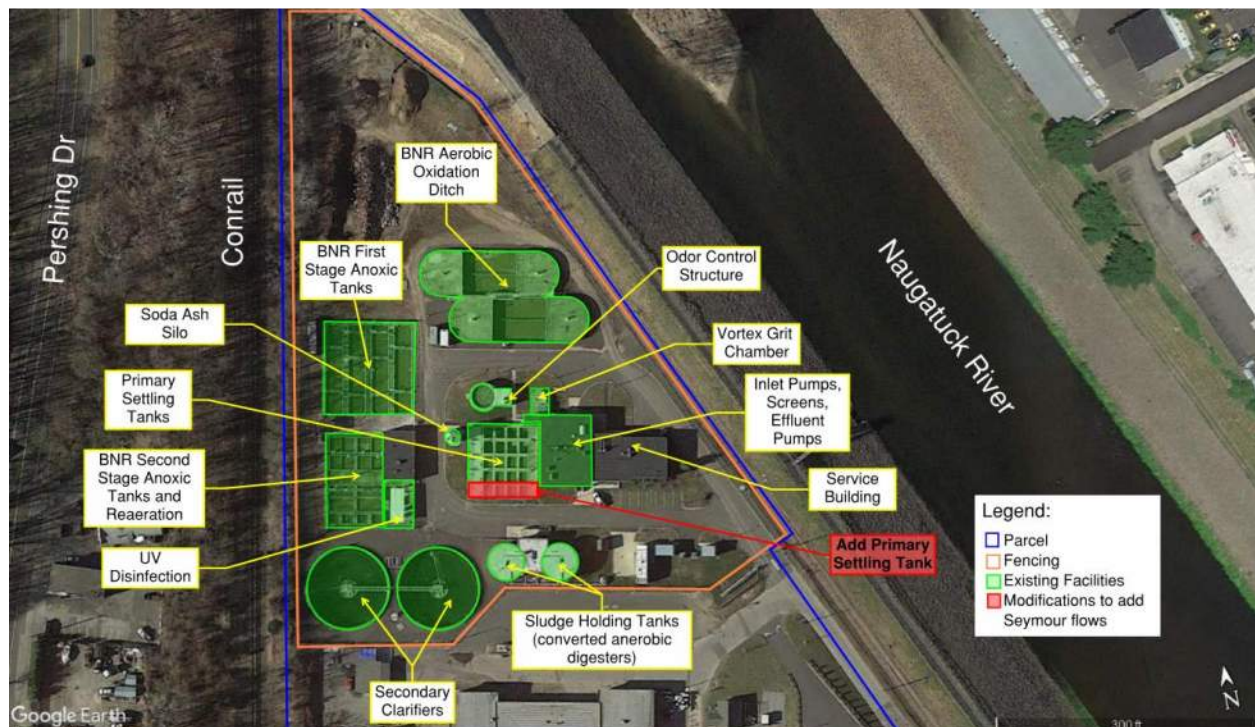 Pershing Dr
Conrail
Naugatuck River
BNR Aerobic
Oxidation
Ditch
BNR First
Stage Anoxic
Tanks
Odor Control
Structure
Soda Ash
Silo
Vortex Grit
Chamber
Primary
Settling
Tanks
Inlet Pumps,
Screens,
Effluent
Pumps
BNR Second
Stage Anoxic
Tanks and
Reaeration
Service
Building
UV
Disinfection
Add Primary
Settling Tank
Sludge Holding Tanks
(converted anerobic
digesters)
Secondary
Clarifiers
Legend:
Parcel
Fencing
Existing Facilities
Modifications to add
Seymour flows
Google Earth
N
300 ft